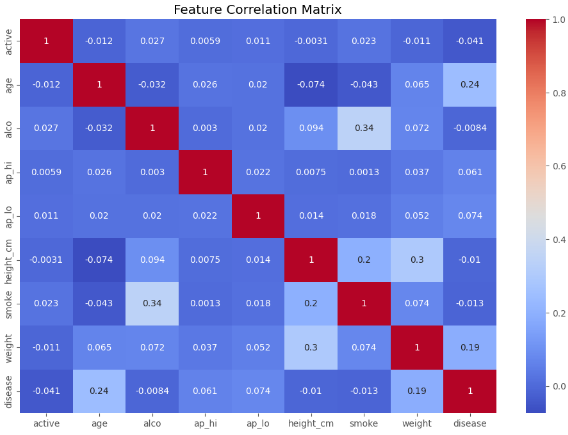 Feature Correlation Matrix
active 1 -0.012 0.027 0.0059 0.011 -0.0031 0.023 -0.011 -0.041
age -0.012 1 -0.032 0.026 0.02 -0.074 -0.043 0.065 0.24
alco 0.027 -0.032 1 0.003 0.02 0.094 0.34 0.072 -0.0084
ap_hi 0.0059 0.026 0.003 1 0.022 0.0075 0.0013 0.037 0.061
ap_lo 0.011 0.02 0.02 0.022 1 0.014 0.018 0.052 0.074
height_cm -0.0031 -0.074 0.094 0.0075 0.014 1 0.2 0.3 -0.01
smoke 0.023 -0.043 0.34 0.0013 0.018 0.2 1 0.074 -0.013
weight -0.011 0.065 0.072 0.037 0.052 0.3 0.074 1 0.19
disease -0.041 0.24 -0.0084 0.061 0.074 -0.01 -0.013 0.19 1
active age alco ap_hi ap_lo height_cm smoke weight disease
1.0
0.8
0.6
0.4
0.2
0.0